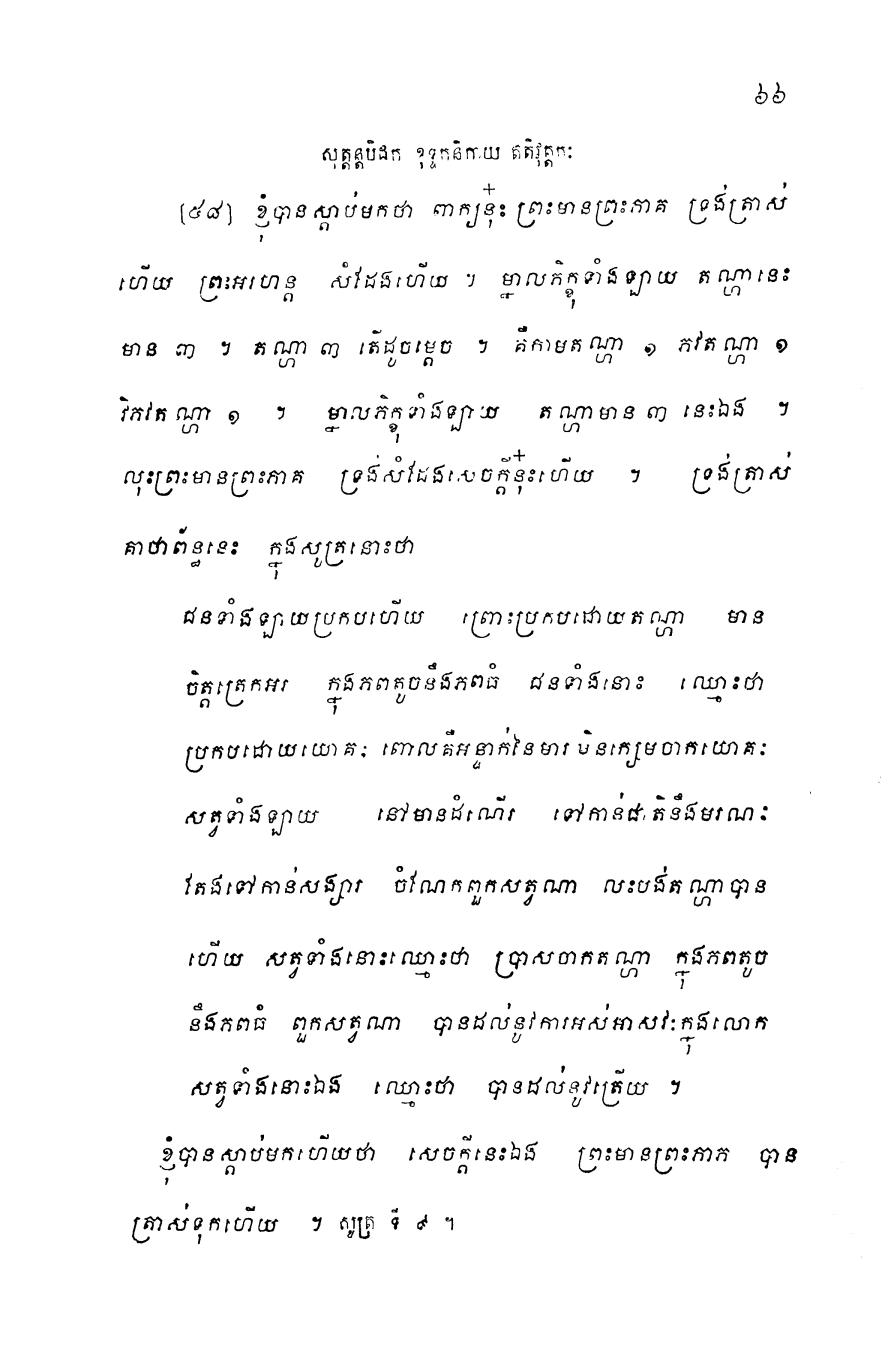 ៦៦
សុត្តន្តបិដក ខុទ្ទកនិកាយ ឥតិវុត្តកៈ
[៥៨] ខ្ញុំបានស្តាប់មកថា ពាក្យនុ៎ះ ព្រះមានព្រះភាគ ទ្រង់ត្រាស់
ហើយ ព្រះអរហន្ត សំដែងហើយ ។ ម្នាលភិក្ខុទាំងឡាយ តណ្ហានេះ
មាន ៣ ។ តណ្ហា ៣ តើដូចម្តេច ។ គឺកាមតណ្ហា ១ ភវតណ្ហា ១
វិភវតណ្ហា ១ ។ ម្នាលភិក្ខុទាំងឡាយ តណ្ហាមាន ៣ នេះឯង ។
លុះព្រះមានព្រះភាគ ទ្រង់សំដែងសេចក្តីនុ៎ះហើយ ។ ទ្រង់ត្រាស់
គាថាព័ន្ធនេះ ក្នុងសូត្រនោះថា
ជនទាំងឡាយប្រកបហើយ ព្រោះប្រកបដោយតណ្ហា មាន
ចិត្តត្រេកអរ ក្នុងភពតូចនឹងភពធំ ជនទាំងនោះ ឈ្មោះថា
ប្រកបដោយយោគៈ ពោលគឺអន្ទាក់នៃមារ មិនក្សេមចាកយោគៈ
សត្វទាំងឡាយ នៅមានដំណើរ ទៅកាន់ជាតិនឹងមរណៈ
តែងទៅកាន់សង្សារ ចំណែកពួកសត្វណា លះបង់តណ្ហាបាន
ហើយ សត្វទាំងនោះឈ្មោះថា ប្រាសចាកតណ្ហា ក្នុងភពតូច
នឹងភពធំ ពួកសត្វណា បានដល់នូវការអស់អាសវៈក្នុងលោក
សត្វទាំងនោះឯង ឈ្មោះថា បានដល់នូវត្រើយ ។
ខ្ញុំបានស្តាប់មកហើយថា សេចក្តីនេះឯង ព្រះមានព្រះភាគ បាន
ត្រាស់ទុកហើយ ។ សូត្រ ទី ៩ ។